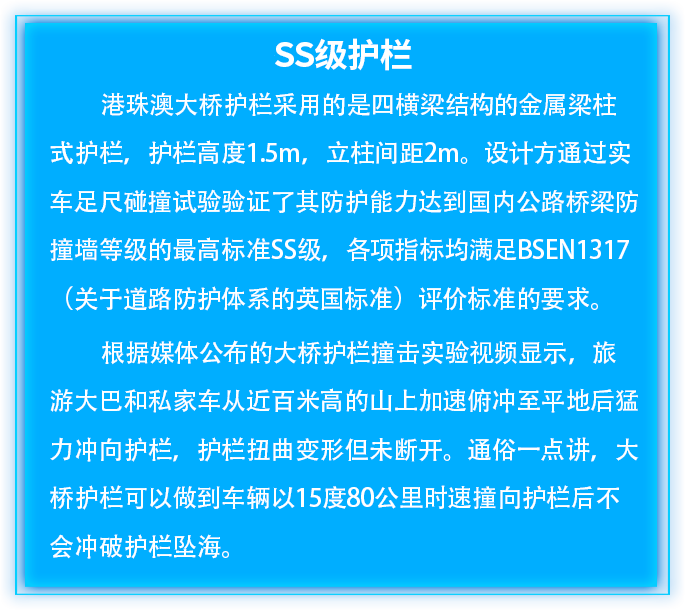 SS级护栏
港珠澳大桥护栏采用的是四横梁结构的金属梁柱
式护栏，护栏高度1.5m，立柱间距2m。设计方通过实
车足尺碰撞试验验证了其防护能力达到国内公路桥梁防
撞墙等级的最高标准SS级，各项指标均满足BSEN1317
（关于道路防护体系的英国标准）评价标准的要求。
根据媒体公布的大桥护栏撞击实验视频显示，旅
游大巴和私家车从近百米高的山上加速俯冲至平地后猛
力冲向护栏，护栏扭曲变形但未断开。通俗一点讲，大
桥护栏可以做到车辆以15度80公里时速撞向护栏后不
会冲破护栏坠海。